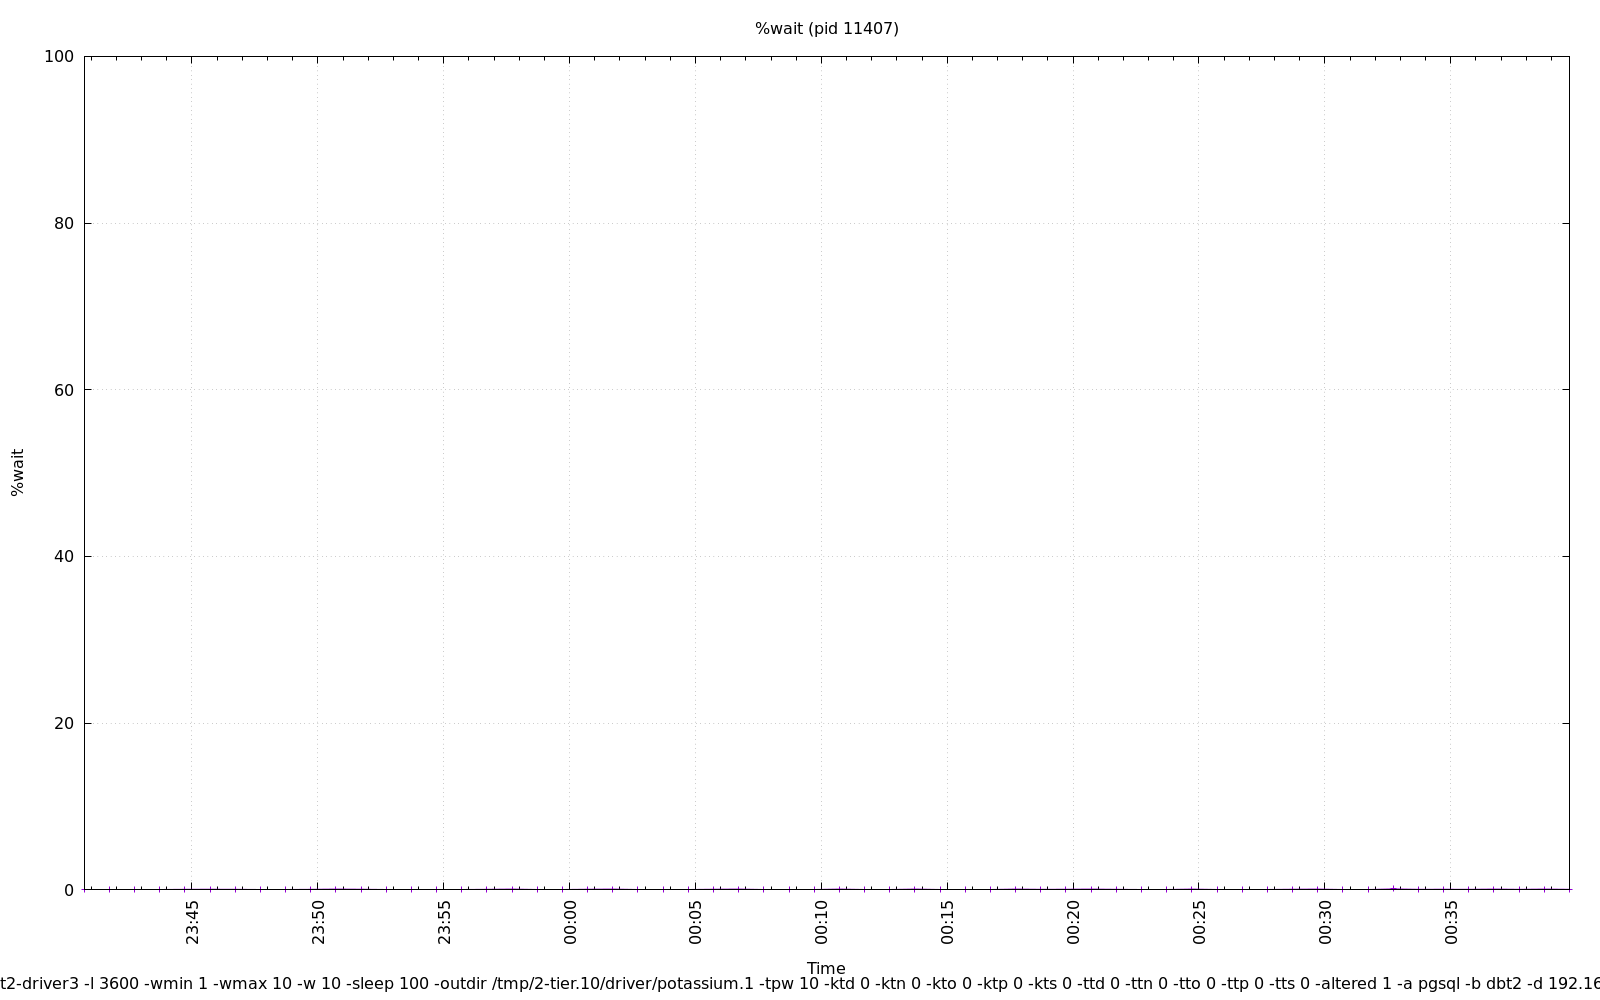 %wait (pid 11407)
100
80
60
40
20
0
%wait
23:45 23:50 23:55 00:00 00:05 00:10 00:15 00:20 00:25 00:30 00:35
Time
t2-driver3 -l 3600 -wmin 1 -wmax 10 -w 10 -sleep 100 -outdir /tmp/2-tier.10/driver/potassium.1 -tpw 10 -ktd 0 -ktn 0 -kto 0 -ktp 0 -kts 0 -ttd 0 -ttn 0 -tto 0 -ttp 0 -tts 0 -altered 1 -a pgsql -b dbt2 -d 192.16